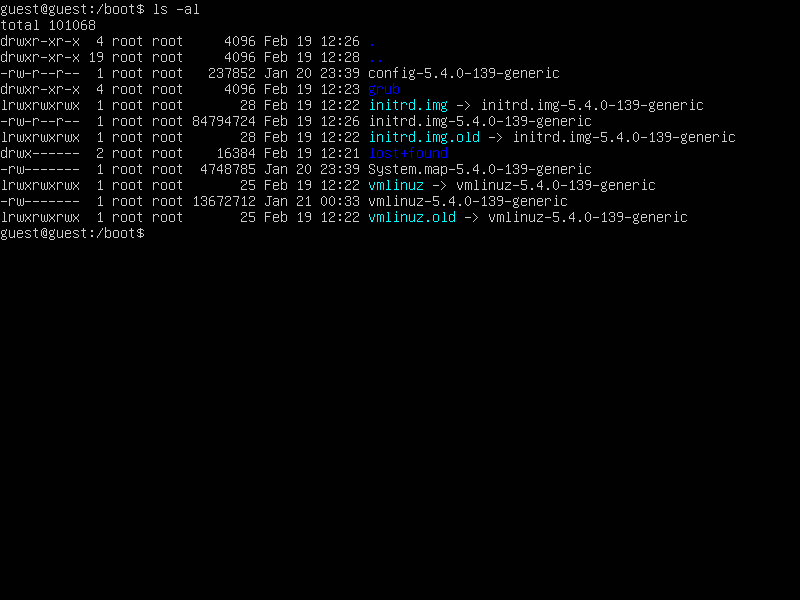 guest@guest:/boot$ ls -al
total 101068
drwxr-xr-x  4 root root     4096 Feb 19 12:26 .
drwxr-xr-x 19 root root     4096 Feb 19 12:28 ..
-rw-r--r--  1 root root   237852 Jan 20 23:39 config-5.4.0-139-generic
drwxr-xr-x  4 root root     4096 Feb 19 12:23 grub
lrwxrwxrwx  1 root root       28 Feb 19 12:22 initrd.img -> initrd.img-5.4.0-139-generic
-rw-r--r--  1 root root 84794724 Feb 19 12:26 initrd.img-5.4.0-139-generic
lrwxrwxrwx  1 root root       28 Feb 19 12:22 initrd.img.old -> initrd.img-5.4.0-139-generic
drwx------  2 root root    16384 Feb 19 12:21 lost+found
-rw-------  1 root root  4748785 Jan 20 23:39 System.map-5.4.0-139-generic
lrwxrwxrwx  1 root root       25 Feb 19 12:22 vmlinuz -> vmlinuz-5.4.0-139-generic
-rw-------  1 root root 13672712 Jan 21 00:33 vmlinuz-5.4.0-139-generic
lrwxrwxrwx  1 root root       25 Feb 19 12:22 vmlinuz.old -> vmlinuz-5.4.0-139-generic
guest@guest:/boot$